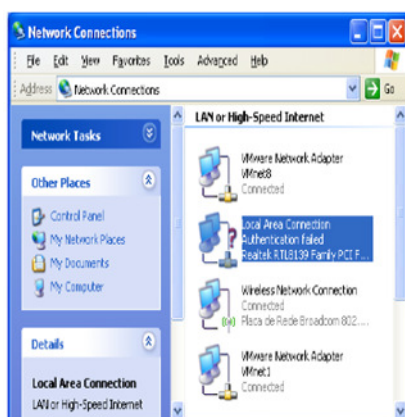 Network Connections
File Edit View Favorites Tools Advanced Help
Address Network Connections Go
Network Tasks
Other Places
Control Panel
My Network Places
My Documents
My Computer
Details
Local Area Connection
LAN or High-Speed Internet
LAN or High-Speed Internet
VMware Network Adapter
VMnet8
Connected
Local Area Connection
Authentication failed
Realtek RTL8139 Family PCI F...
Wireless Network Connection
Connected
Placa de Rede Broadcom 802....
VMware Network Adapter
VMnet1
Connected